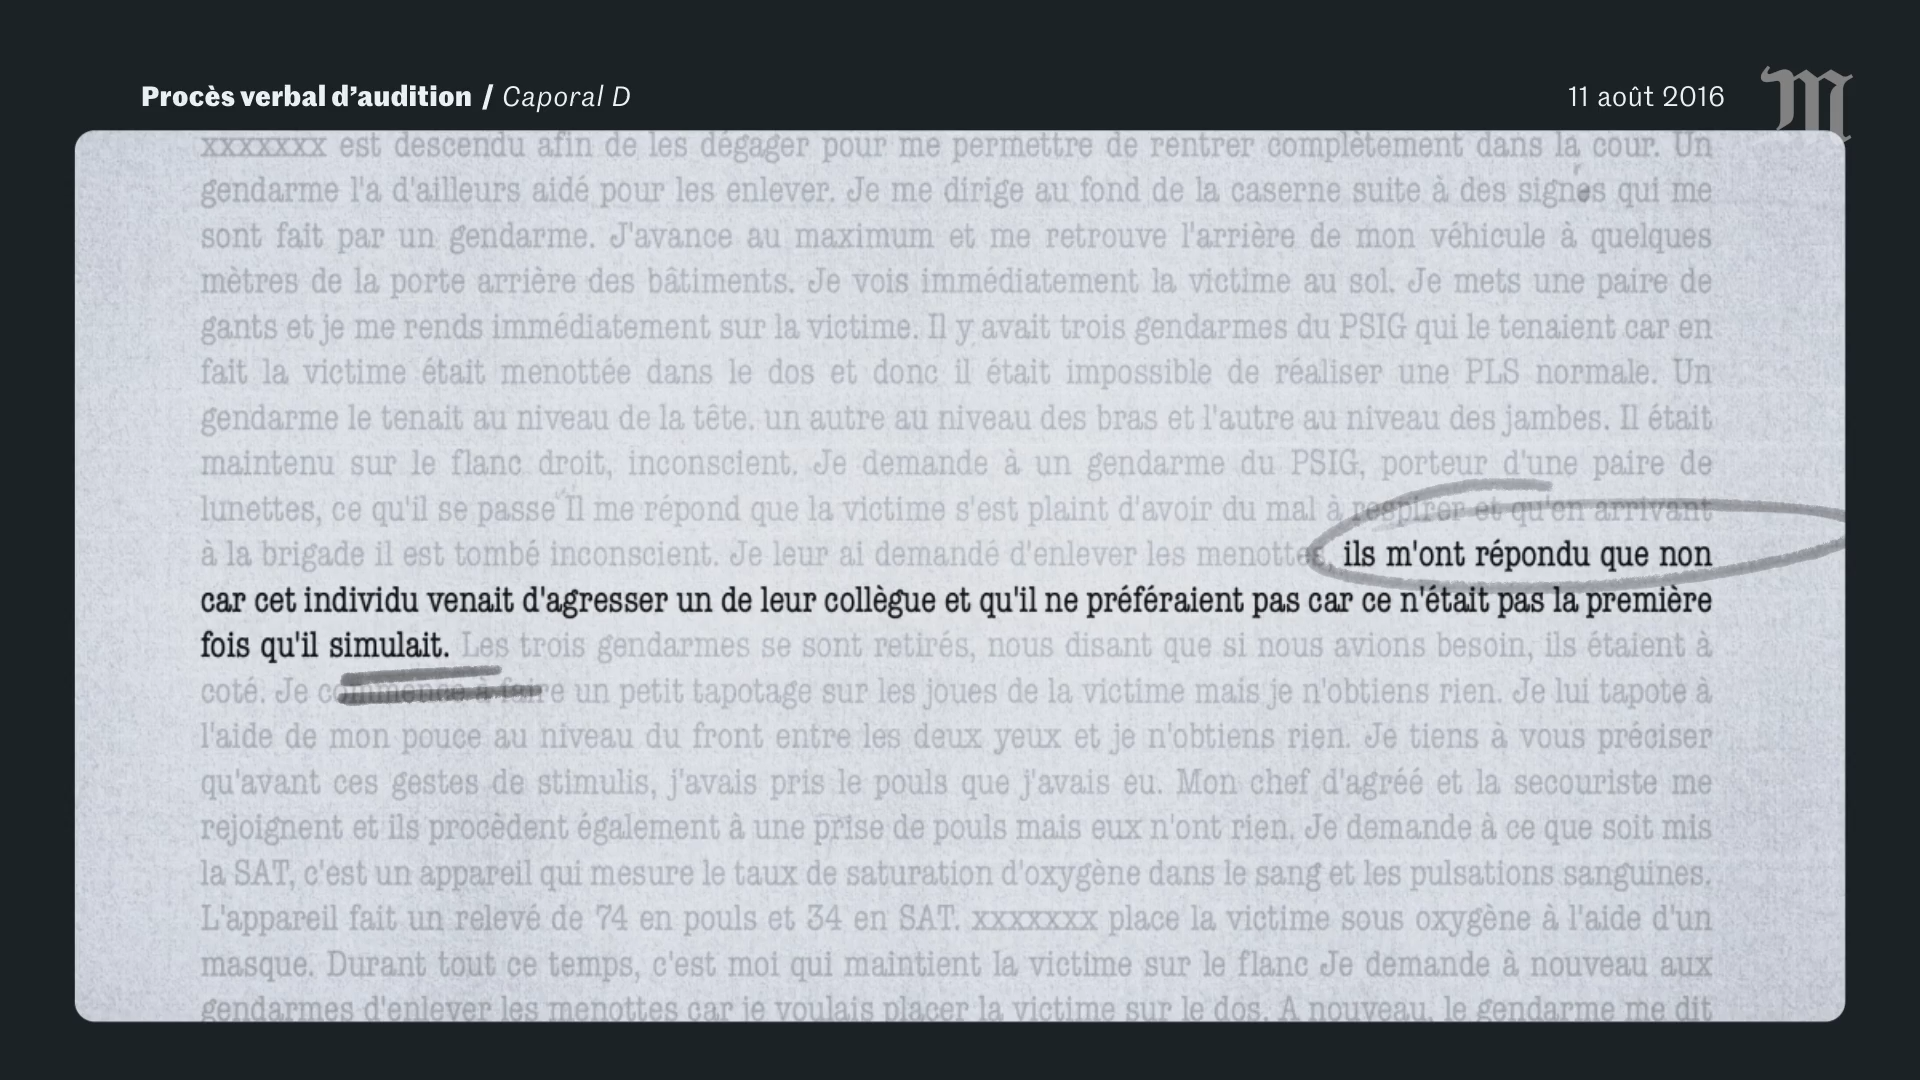 Procès verbal d'audition / Caporal D
11 août 2016
xxxxxxx est descendu afin de les dégager pour me permettre de rentrer complètement dans la cour. Un
gendarme l'a d'ailleurs aidé pour les enlever. Je me dirige au fond de la caserne suite à des signes qui me
sont fait par un gendarme. J'avance au maximum et me retrouve l'arrière de mon véhicule à quelques
mètres de la porte arrière des bâtiments. Je vois immédiatement la victime au sol. Je mets une paire de
gants et je me rends immédiatement sur la victime. Il y avait trois gendarmes du PSIG qui le tenaient car en
fait la victime était menottée dans le dos et donc il était impossible de réaliser une PLS normale. Un
gendarme le tenait au niveau de la tête. un autre au niveau des bras et l'autre au niveau des jambes. Il était
maintenu sur le flanc droit, inconscient. Je demande à un gendarme du PSIG, porteur d'une paire de
lunettes, ce qu'il se passe Il me répond que la victime s'est plaint d'avoir du mal à respirer et qu'en arrivant
à la brigade il est tombé inconscient. Je leur ai demandé d'enlever les menottes, ils m'ont répondu que non
car cet individu venait d'agresser un de leur collègue et qu'il ne préféraient pas car ce n'était pas la première
fois qu'il simulait. Les trois gendarmes se sont retirés, nous disant que si nous avions besoin, ils étaient à
coté. Je commence à faire un petit tapotage sur les joues de la victime mais je n'obtiens rien. Je lui tapote à
l'aide de mon pouce au niveau du front entre les deux yeux et je n'obtiens rien. Je tiens à vous préciser
qu'avant ces gestes de stimulis, j'avais pris le pouls que j'avais eu. Mon chef d'agréé et la secouriste me
rejoignent et ils procèdent également à une prise de pouls mais eux n'ont rien. Je demande à ce que soit mis
la SAT, c'est un appareil qui mesure le taux de saturation d'oxygène dans le sang et les pulsations sanguines.
L'appareil fait un relevé de 74 en pouls et 34 en SAT. xxxxxxx place la victime sous oxygène à l'aide d'un
masque. Durant tout ce temps, c'est moi qui maintient la victime sur le flanc Je demande à nouveau aux
gendarmes d'enlever les menottes car je voulais placer la victime sur le dos. A nouveau, le gendarme me dit